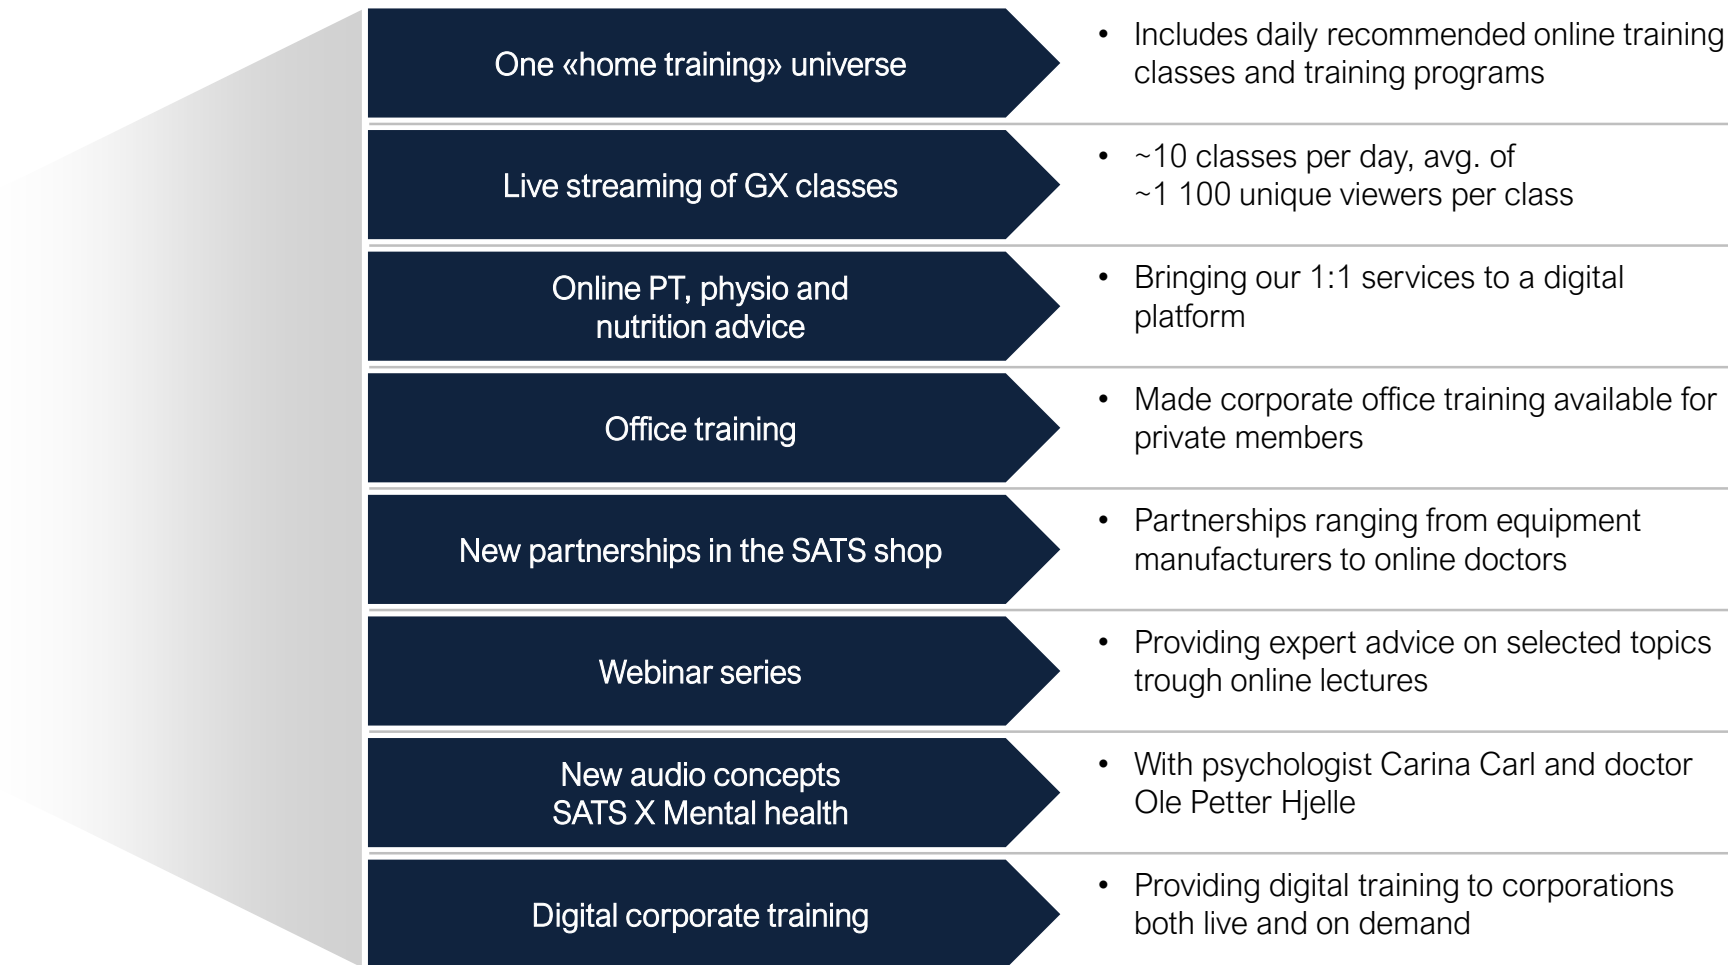 One «home training» universe
• Includes daily recommended online training
classes and training programs
Live streaming of GX classes
• ~10 classes per day, avg. of
~1 100 unique viewers per class
Online PT, physio and
nutrition advice
• Bringing our 1:1 services to a digital
platform
Office training
• Made corporate office training available for
private members
New partnerships in the SATS shop
• Partnerships ranging from equipment
manufacturers to online doctors
Webinar series
• Providing expert advice on selected topics
trough online lectures
New audio concepts
SATS X Mental health
• With psychologist Carina Carl and doctor
Ole Petter Hjelle
Digital corporate training
• Providing digital training to corporations
both live and on demand